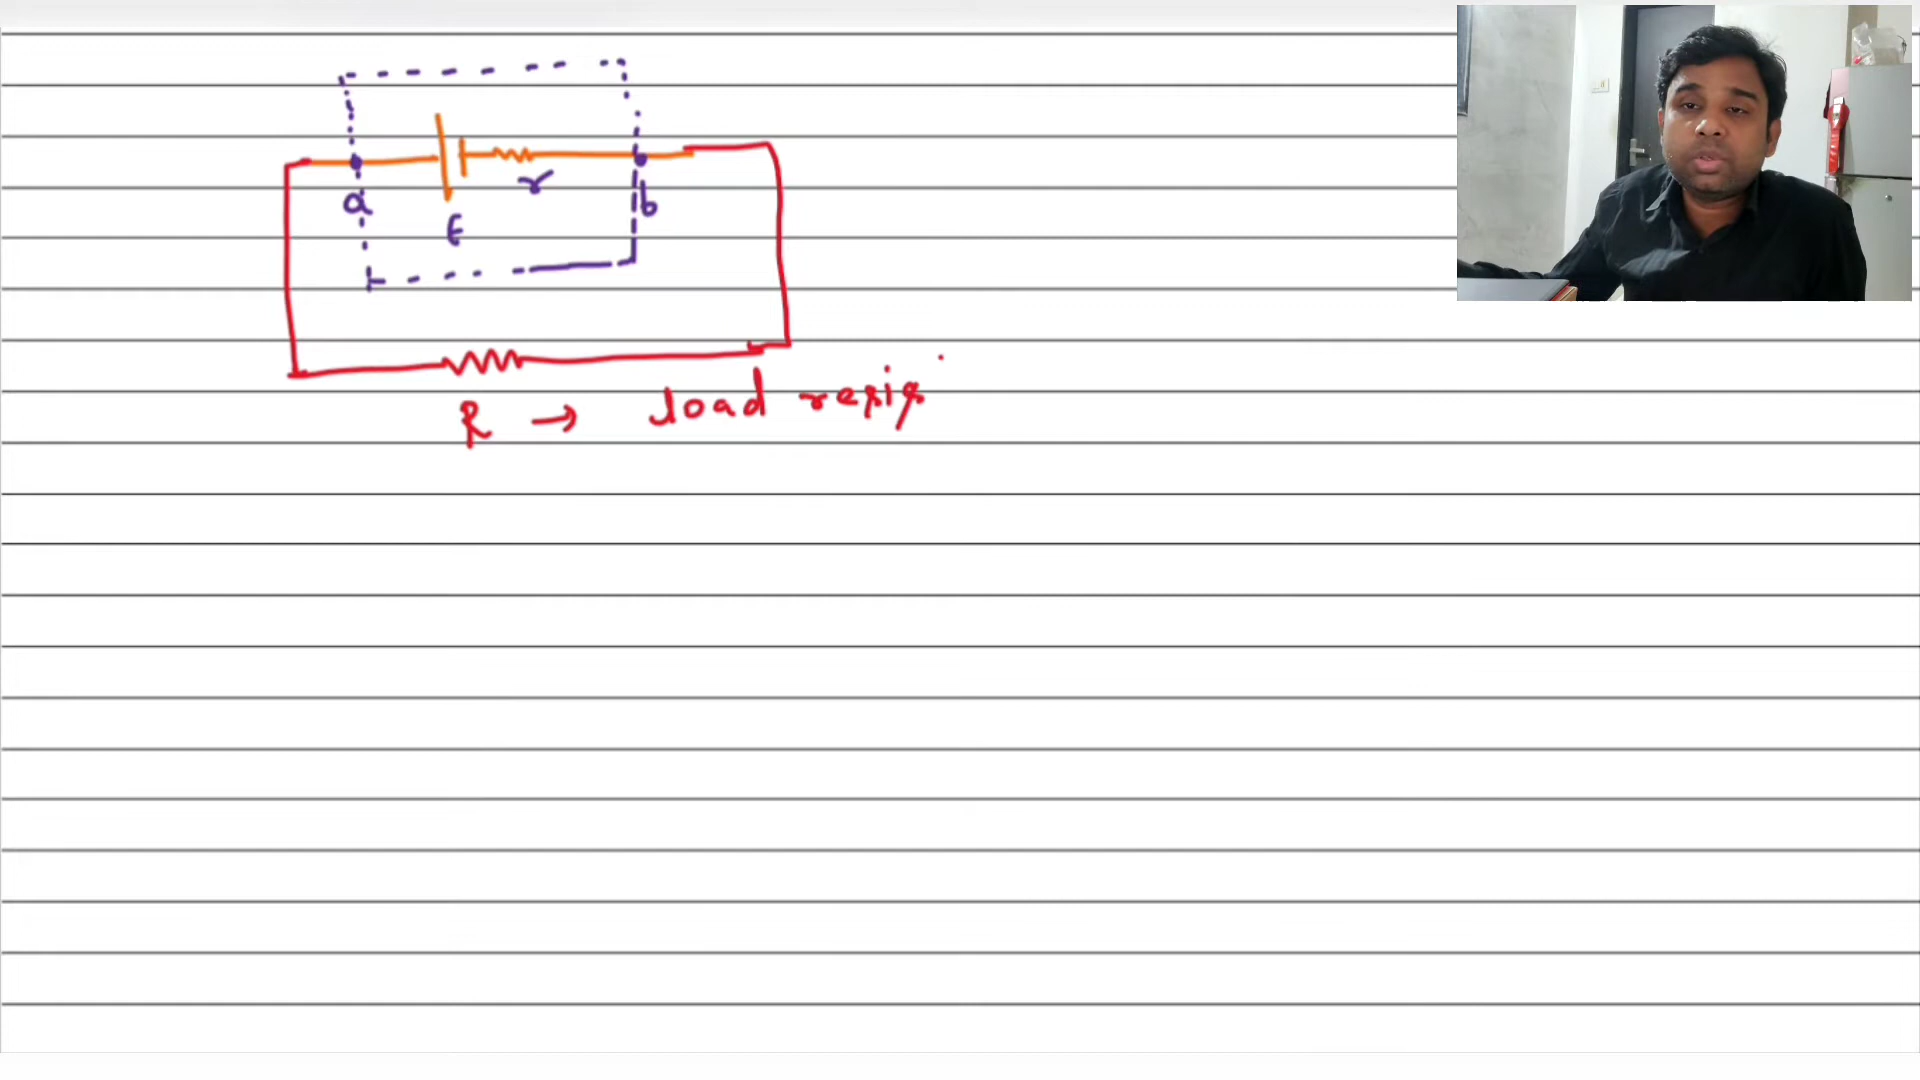 a
r
b
E
R → load resis